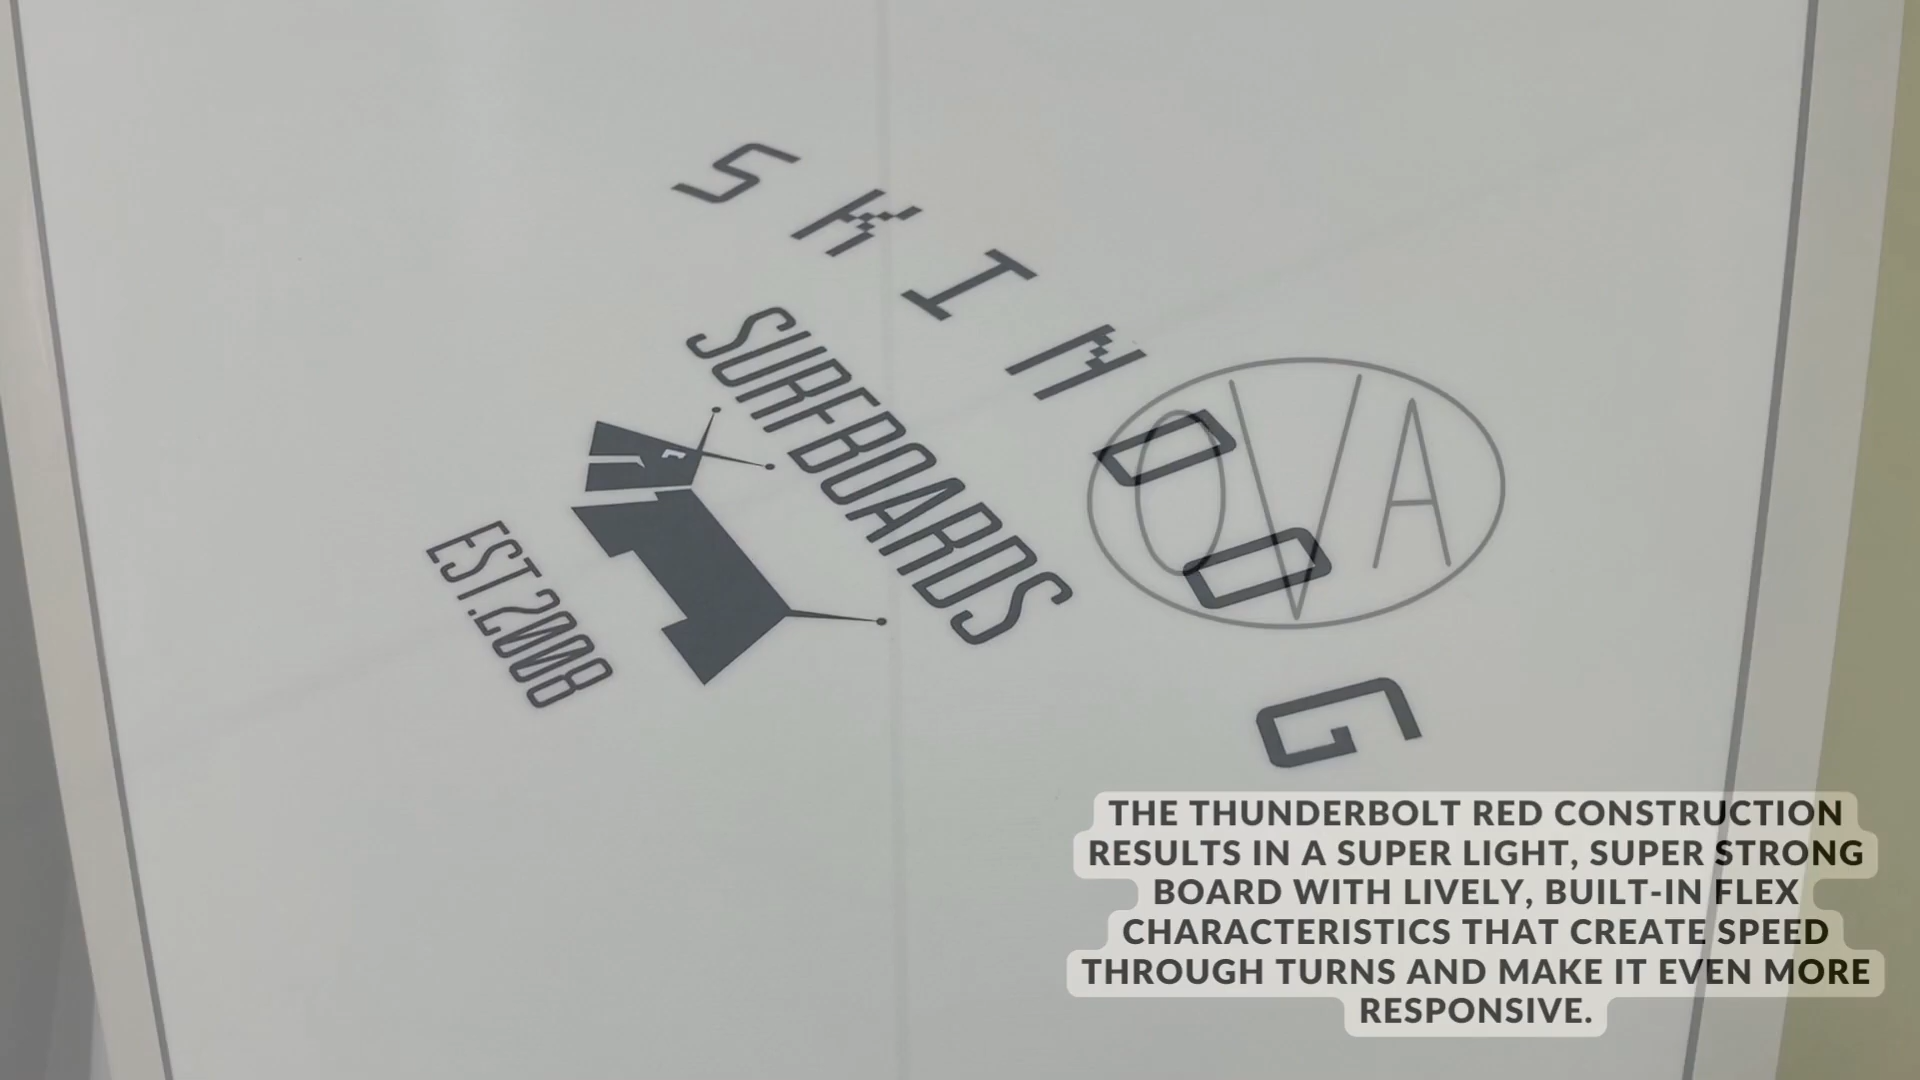 SKINDOG
SURFBOARDS
EST.2008
OVA
THE THUNDERBOLT RED CONSTRUCTION
RESULTS IN A SUPER LIGHT, SUPER STRONG
BOARD WITH LIVELY, BUILT-IN FLEX
CHARACTERISTICS THAT CREATE SPEED
THROUGH TURNS AND MAKE IT EVEN MORE
RESPONSIVE.